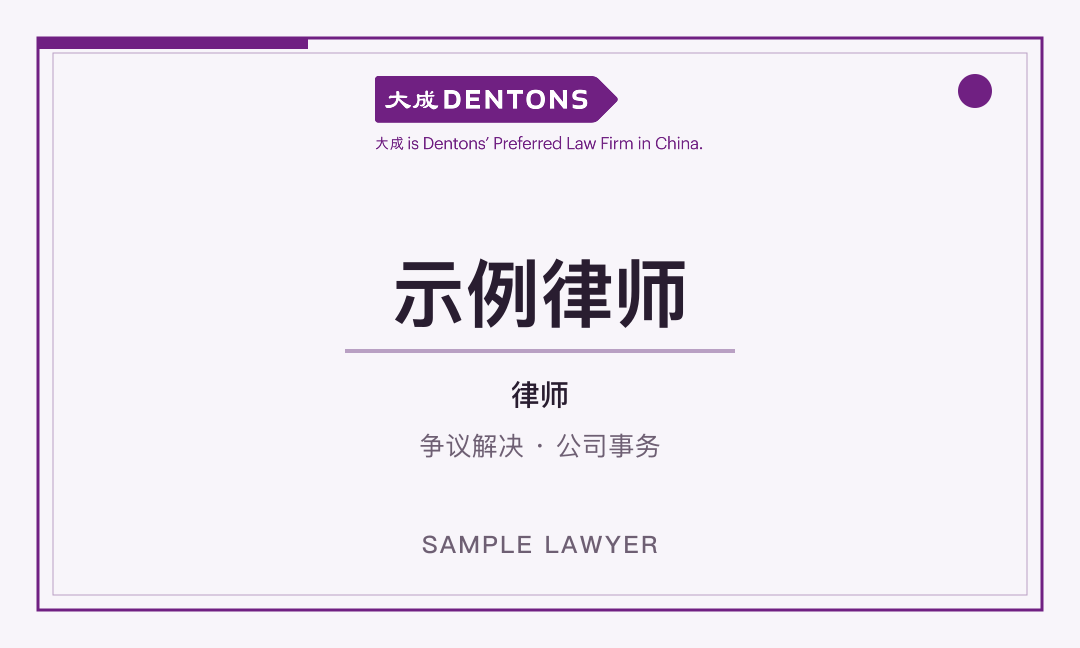 大成 DENTONS
大成 is Dentons' Preferred Law Firm in China.
示例律师
律师
争议解决 · 公司事务
SAMPLE LAWYER